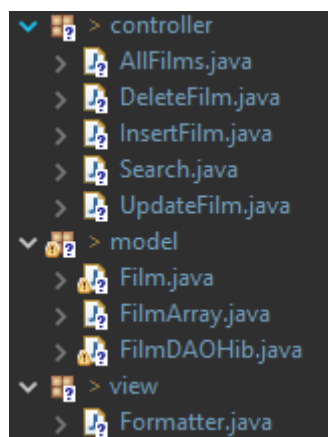 > controller
> AllFilms.java
> DeleteFilm.java
> InsertFilm.java
> Search.java
> UpdateFilm.java
> model
> Film.java
> FilmArray.java
> FilmDAOHib.java
> view
> Formatter.java